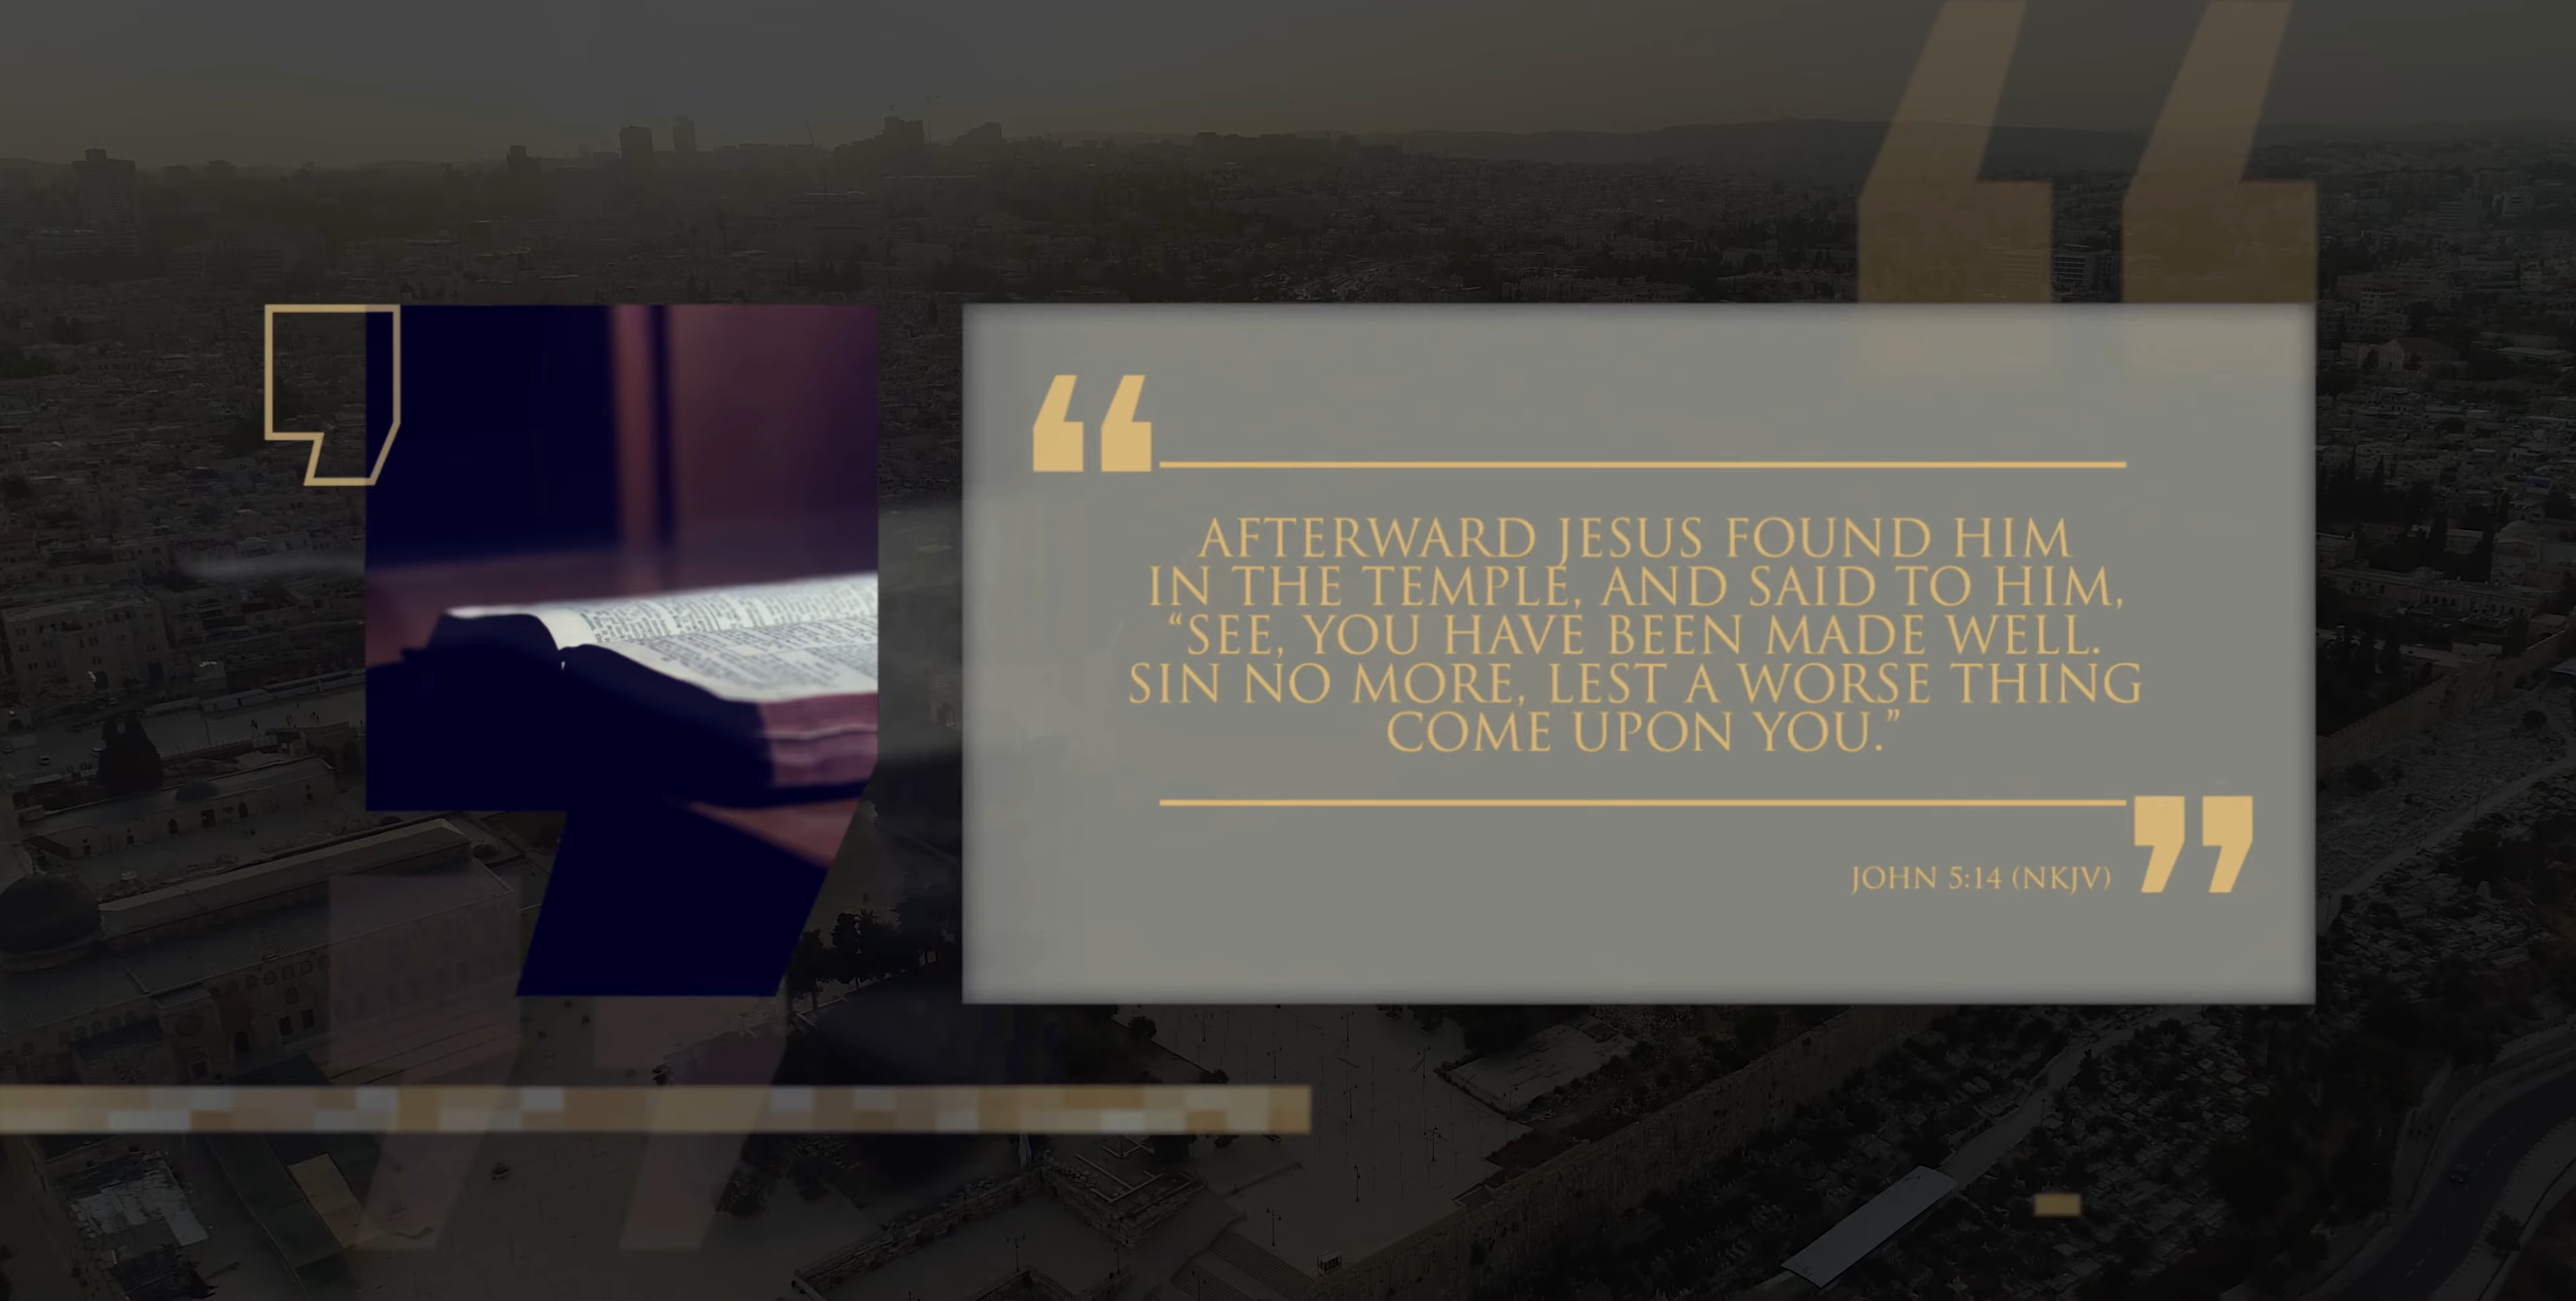 AFTERWARD JESUS FOUND HIM
IN THE TEMPLE, AND SAID TO HIM,
“SEE, YOU HAVE BEEN MADE WELL.
SIN NO MORE, LEST A WORSE THING
COME UPON YOU.”
JOHN 5:14 (NKJV)